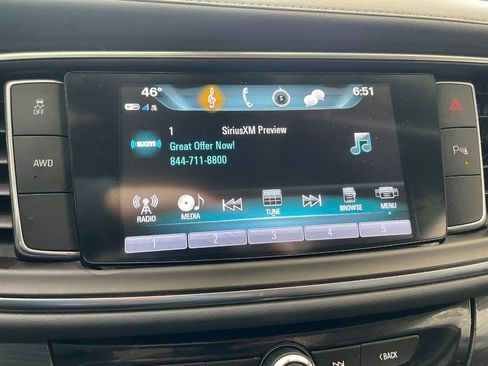 46° 6:51
OFF
1 SiriusXM Preview
sxm Great Offer Now!
844-711-8800
AWD
RADIO MEDIA TUNE BROWSE MENU
1 2 3 4 5
<BACK